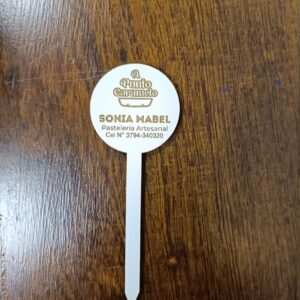 A
Punto
Caramelo
SONIA MABEL
Pastelería Artesanal
Cel N° 3794-340320